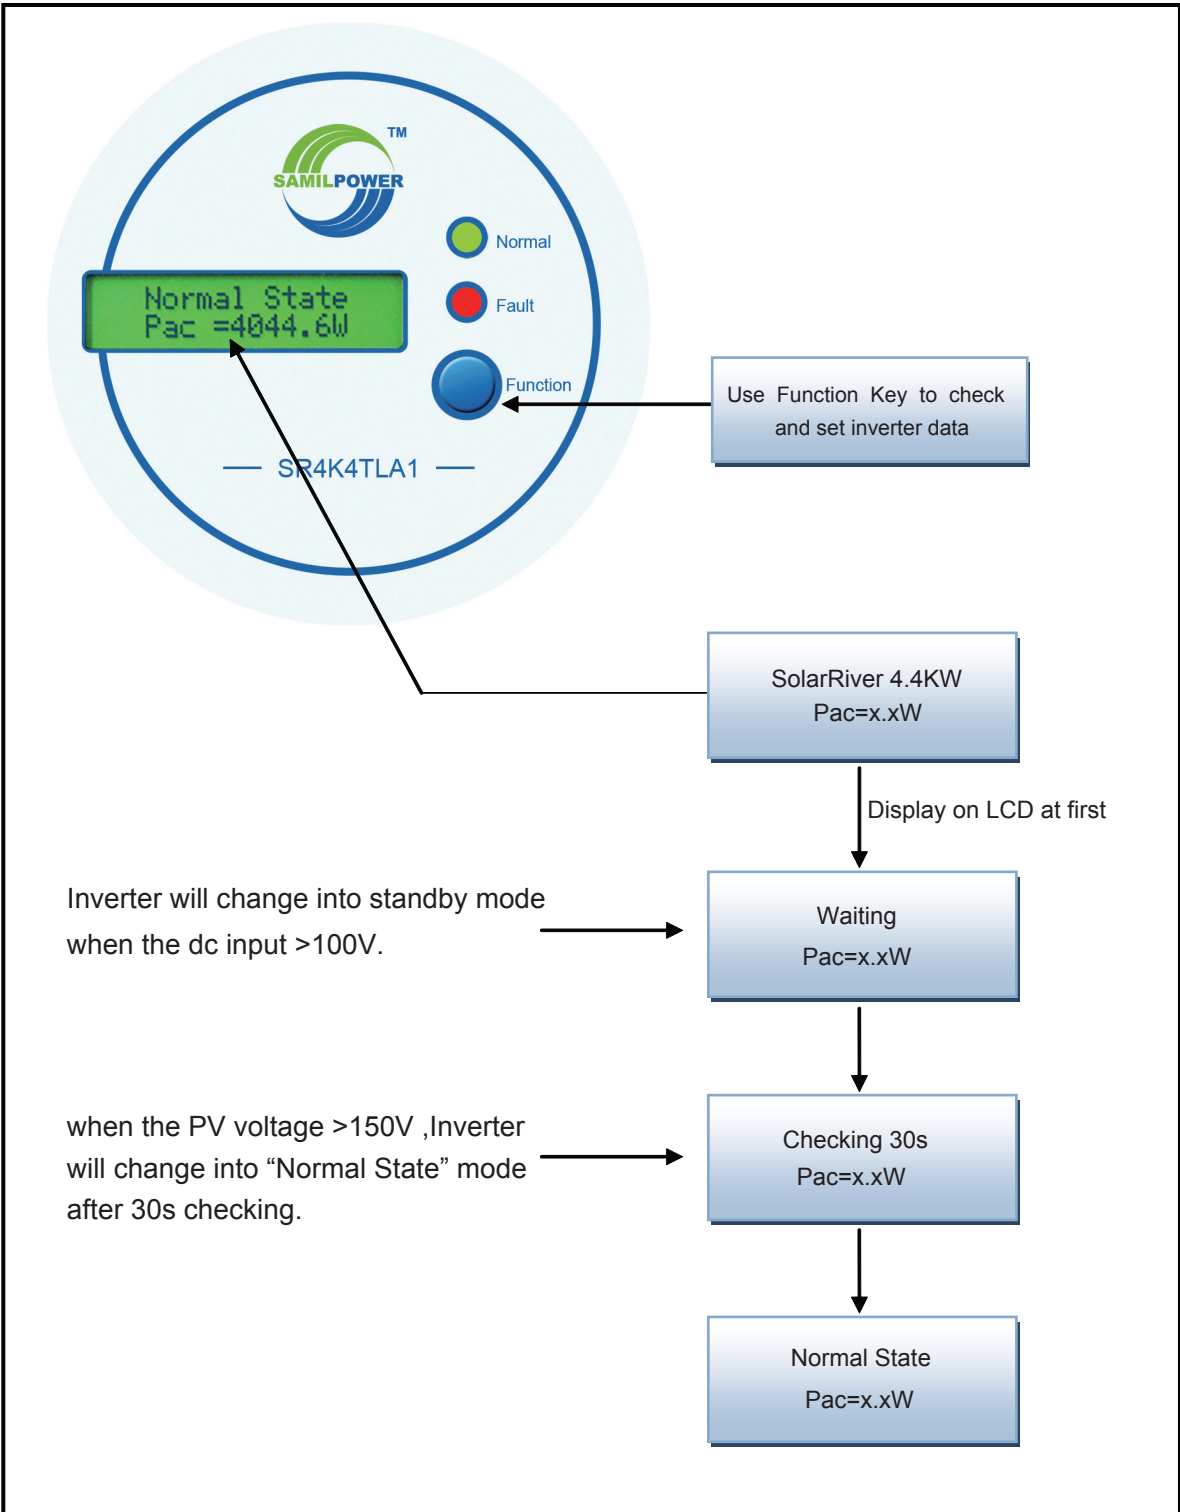 TM
SAMILPOWER
Normal
Normal State
Pac =4044.6W
Fault
Function
Use Function Key to check
and set inverter data
SR4K4TLA1
SolarRiver 4.4KW
Pac=x.xW
Display on LCD at first
Inverter will change into standby mode
when the dc input >100V.
Waiting
Pac=x.xW
when the PV voltage >150V ,Inverter
will change into “Normal State” mode
after 30s checking.
Checking 30s
Pac=x.xW
Normal State
Pac=x.xW